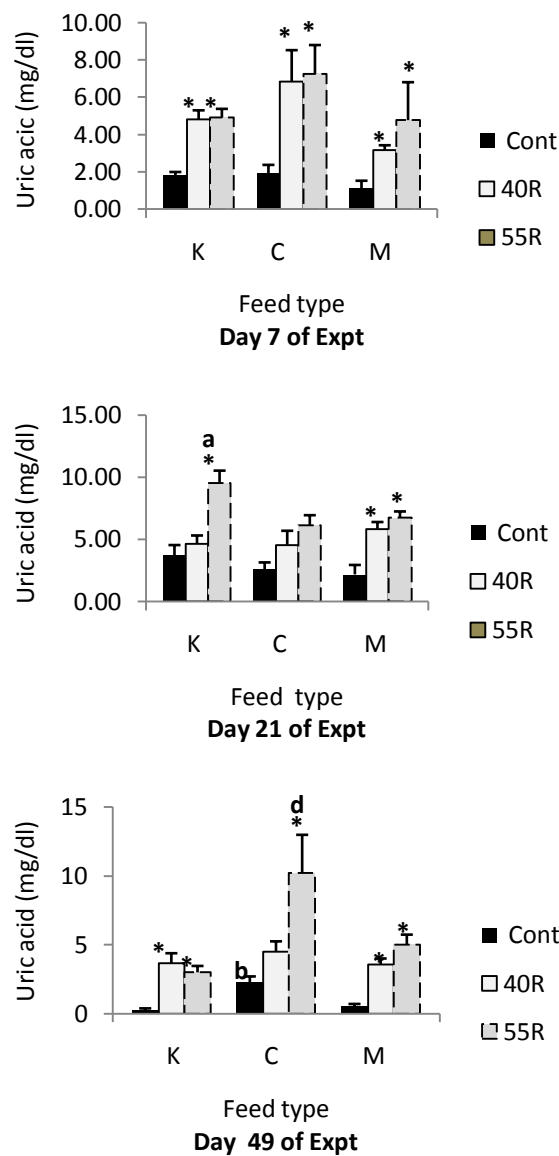 Uric acic (mg/dl)
10.00
8.00
6.00
4.00
2.00
0.00
* *
* *
*
*
K C M
Feed type
Day 7 of Expt
Cont
40R
55R
Uric acid (mg/dl)
15.00
10.00
5.00
0.00
a
*
* *
K C M
Feed type
Day 21 of Expt
Cont
40R
55R
Uric acid (mg/dl)
15
10
5
0
* *
b
d
*
* *
K C M
Feed type
Day 49 of Expt
Cont
40R
55R